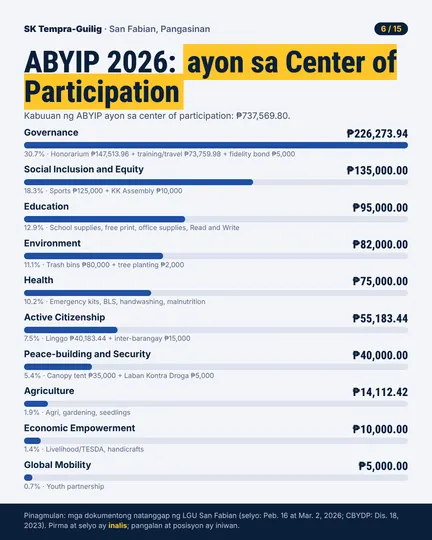 SK Tempra-Guilig · San Fabian, Pangasinan
6 / 15
ABYIP 2026: ayon sa Center of
Participation
Kabuuan ng ABYIP ayon sa center of participation: ₱737,569.80.
Governance ₱226,273.94
30.7% · Honorarium ₱147,513.96 + training/travel ₱73,759.98 + fidelity bond ₱5,000
Social Inclusion and Equity ₱135,000.00
18.3% · Sports ₱125,000 + KK Assembly ₱10,000
Education ₱95,000.00
12.9% · School supplies, free print, office supplies, Read and Write
Environment ₱82,000.00
11.1% · Trash bins ₱80,000 + tree planting ₱2,000
Health ₱75,000.00
10.2% · Emergency kits, BLS, handwashing, malnutrition
Active Citizenship ₱55,183.44
7.5% · Linggo ₱40,183.44 + inter-barangay ₱15,000
Peace-building and Security ₱40,000.00
5.4% · Canopy tent ₱35,000 + Laban Kontra Droga ₱5,000
Agriculture ₱14,112.42
1.9% · Agri, gardening, seedlings
Economic Empowerment ₱10,000.00
1.4% · Livelihood/TESDA, handicrafts
Global Mobility ₱5,000.00
0.7% · Youth partnership
Pinagmulan: mga dokumentong natanggap ng LGU San Fabian (selyo: Peb. 16 at Mar. 2, 2026; CBYDP: Dis. 18,
2023). Pirma at selyo ay inalis; pangalan at posisyon ay iniwan.